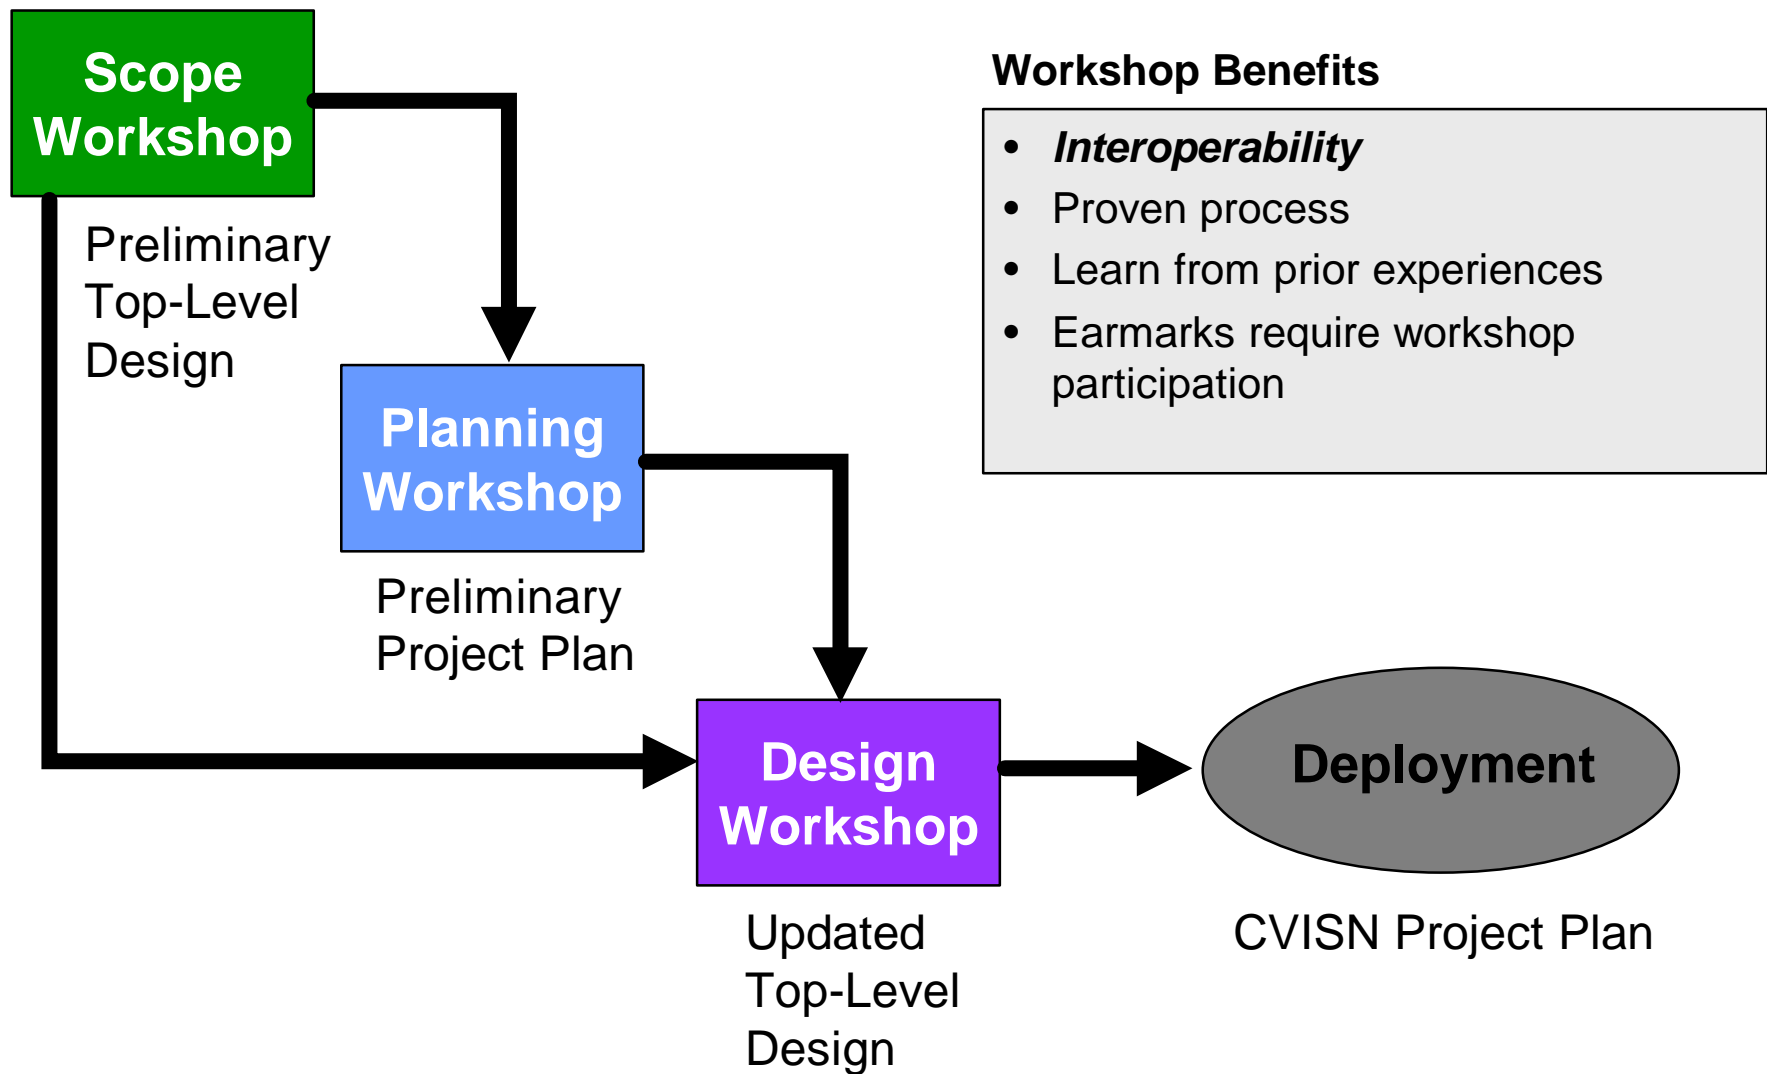 Scope
Workshop
Preliminary
Top-Level
Design
Planning
Workshop
Preliminary
Project Plan
Design
Workshop
Updated
Top-Level
Design
Deployment
CVISN Project Plan
Workshop Benefits
• Interoperability
• Proven process
• Learn from prior experiences
• Earmarks require workshop
participation